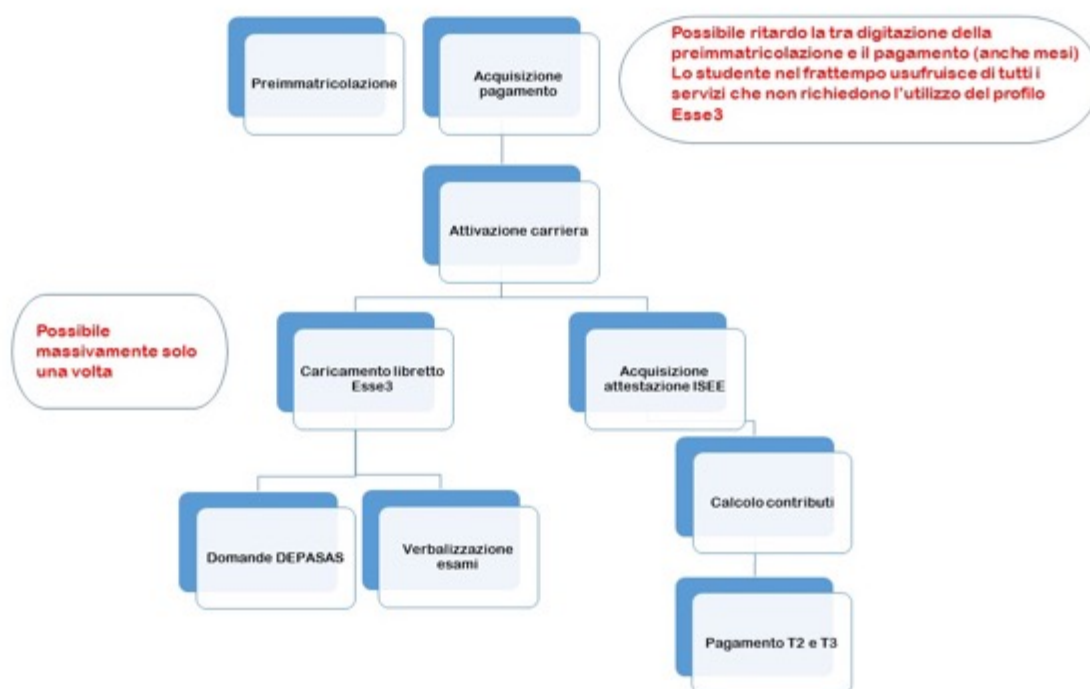 Preimmatricolazione
Acquisizione
pagamento
Possibile ritardo la tra digitazione della
preimmatricolazione e il pagamento (anche mesi)
Lo studente nel frattempo usufruisce di tutti i
servizi che non richiedono l'utilizzo del profilo
Esse3
Attivazione carriera
Possibile
massivamente solo
una volta
Caricamento libretto
Esse3
Acquisizione
attestazione ISEE
Calcolo contributi
Domande DEPASAS
Verbalizzazione
esami
Pagamento T2 e T3